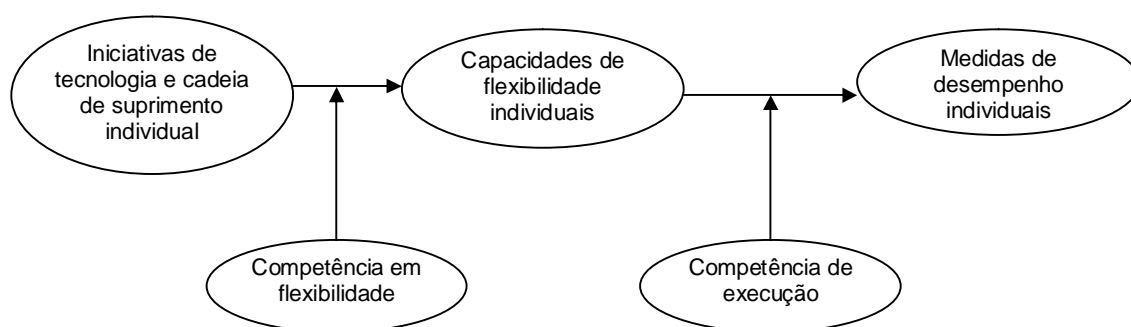 Iniciativas de
tecnologia e cadeia
de suprimento
individual
Capacidades de
flexibilidade
individuais
Medidas de
desempenho
individuais
Competência em
flexibilidade
Competência de
execução